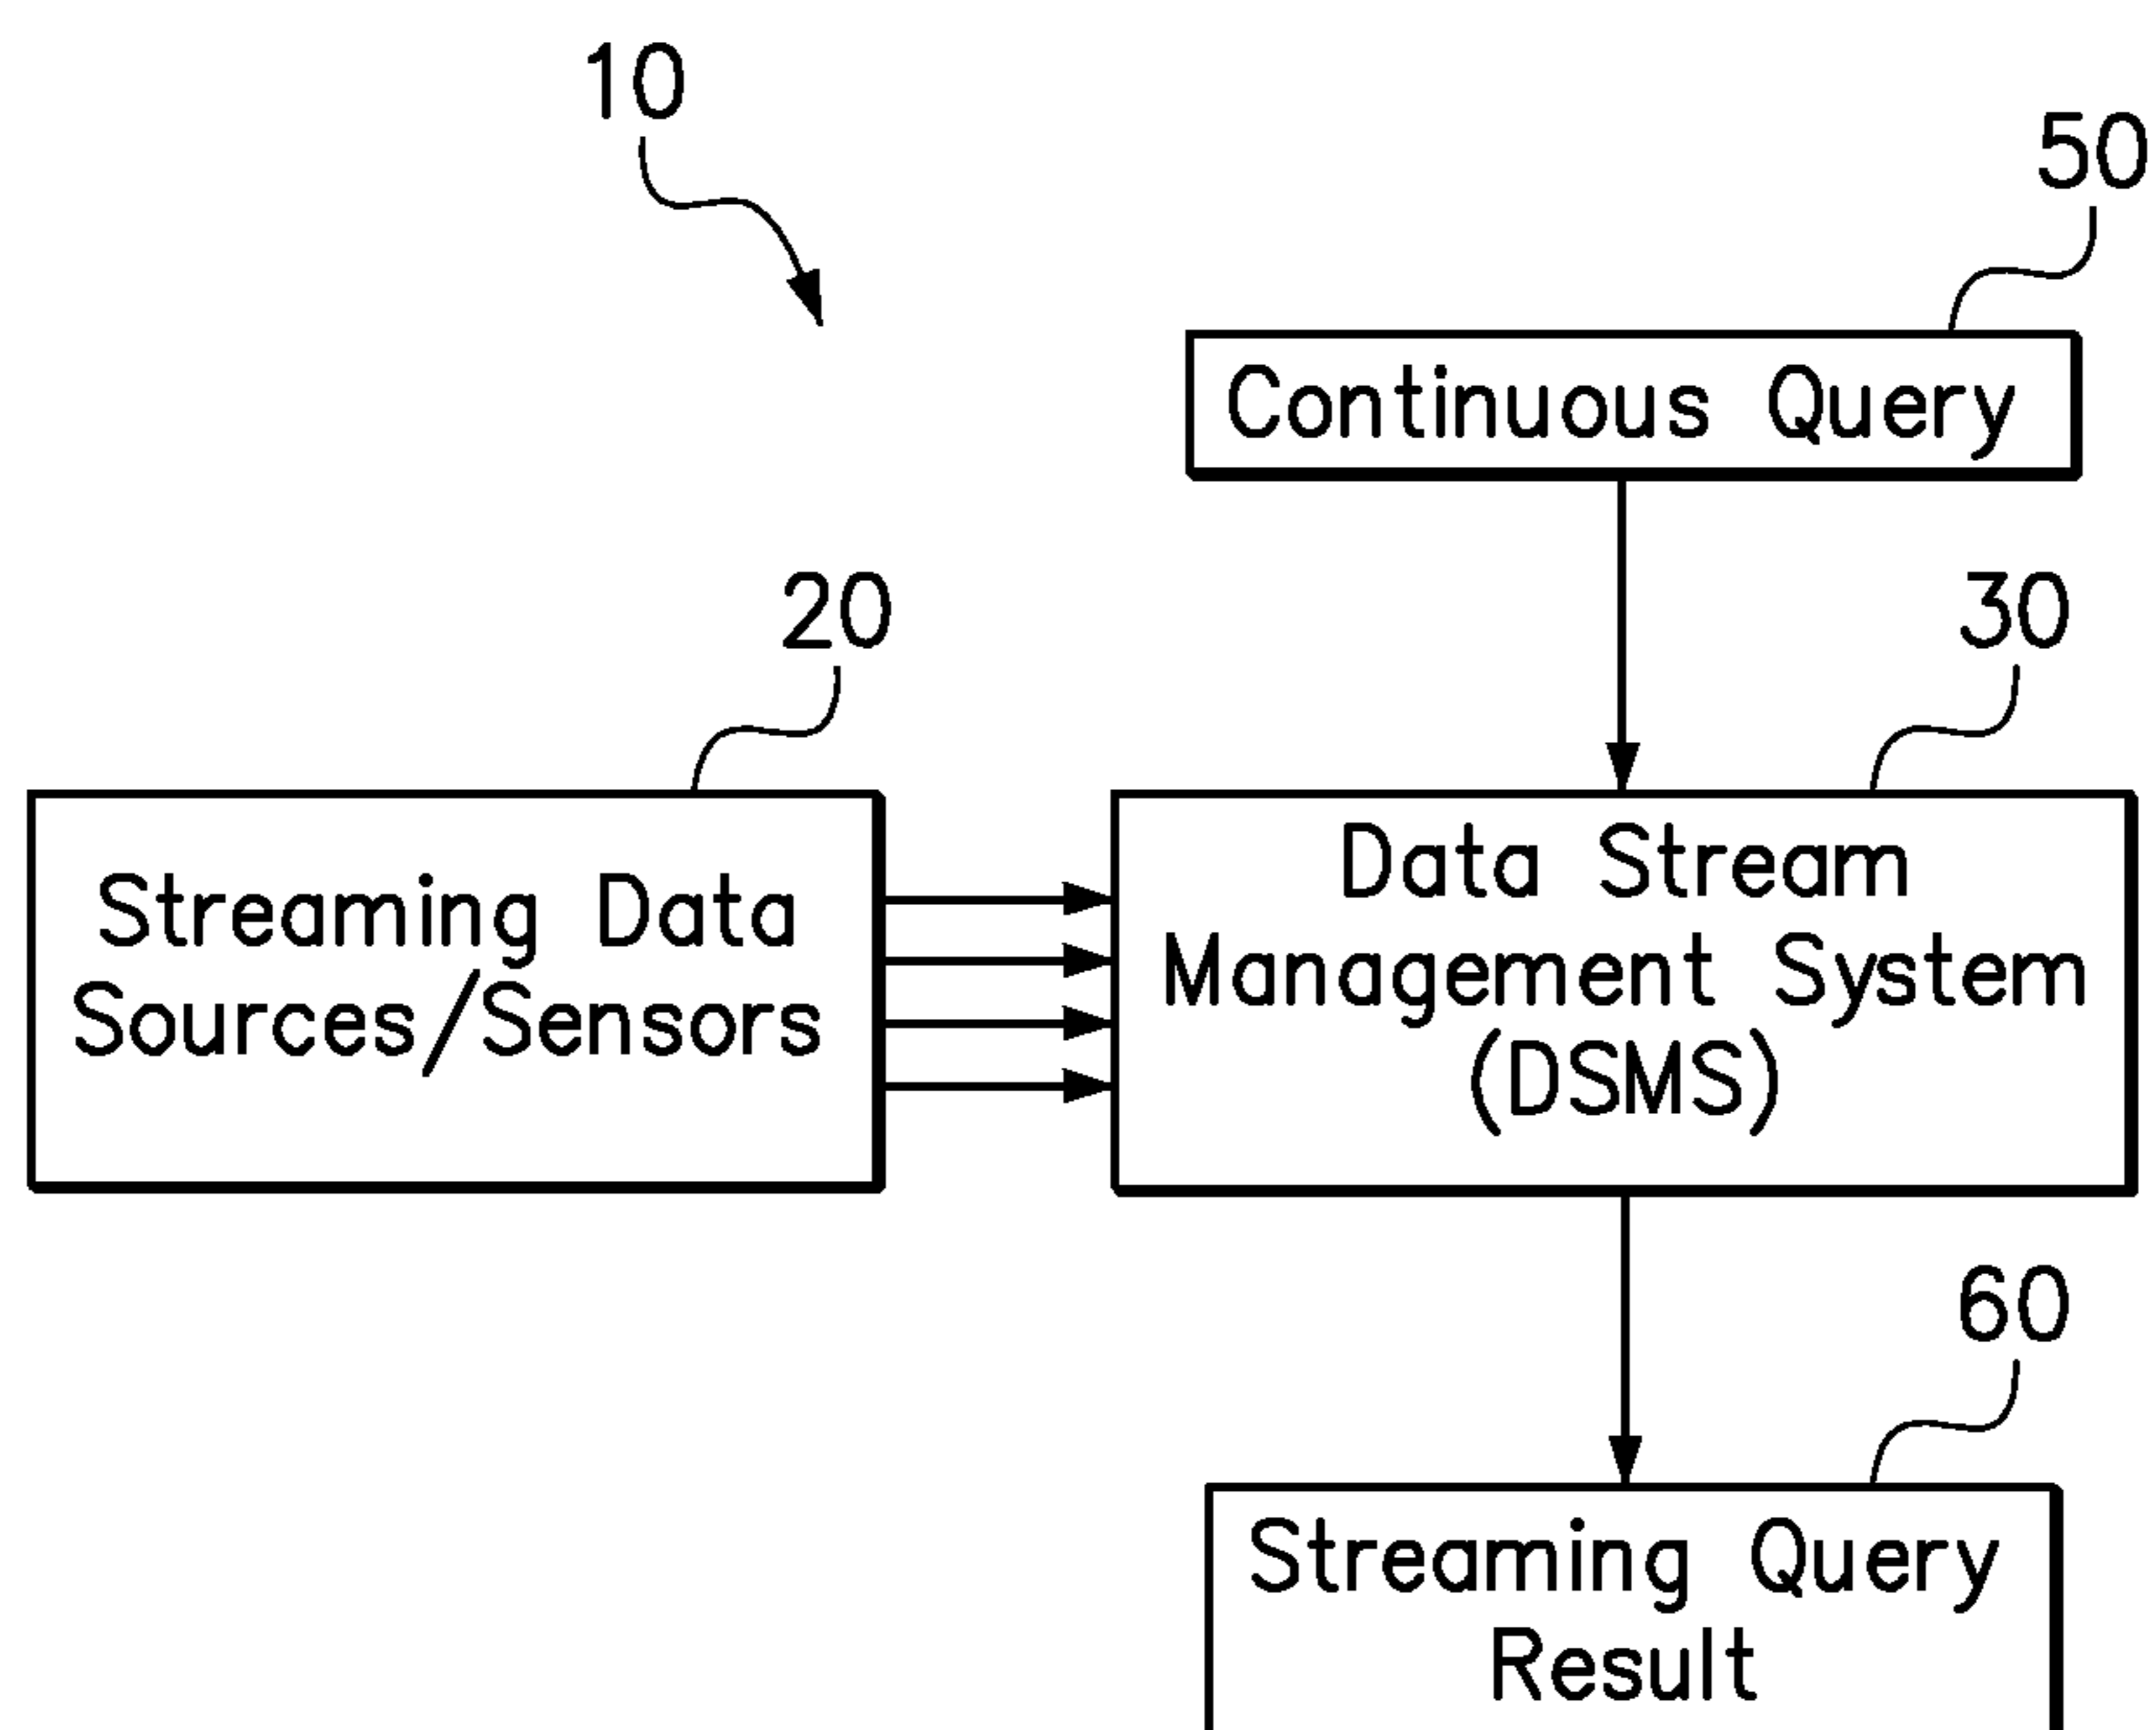 10
50
Continuous Query
20
30
Streaming Data
Sources/Sensors
Data Stream
Management System
(DSMS)
60
Streaming Query
Result